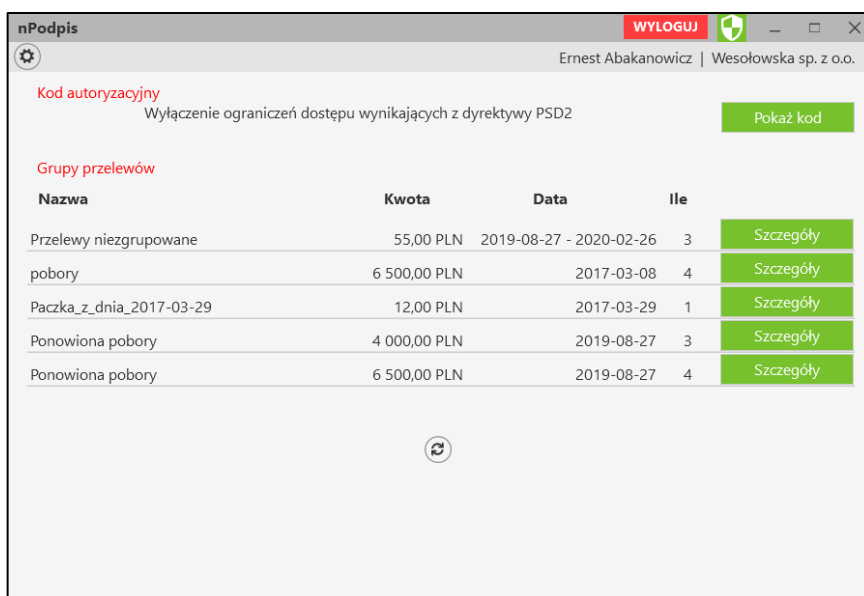 nPodpis WYLOGUJ
Ernest Abakanowicz | Wesołowska sp. z o.o.
Kod autoryzacyjny
Wyłączenie ograniczeń dostępu wynikających z dyrektywy PSD2 Pokaż kod
Grupy przelewów
Nazwa Kwota Data Ile
Przelewy niezgrupowane 55,00 PLN 2019-08-27 - 2020-02-26 3 Szczegóły
pobory 6 500,00 PLN 2017-03-08 4 Szczegóły
Paczka_z_dnia_2017-03-29 12,00 PLN 2017-03-29 1 Szczegóły
Ponowiona pobory 4 000,00 PLN 2019-08-27 3 Szczegóły
Ponowiona pobory 6 500,00 PLN 2019-08-27 4 Szczegóły